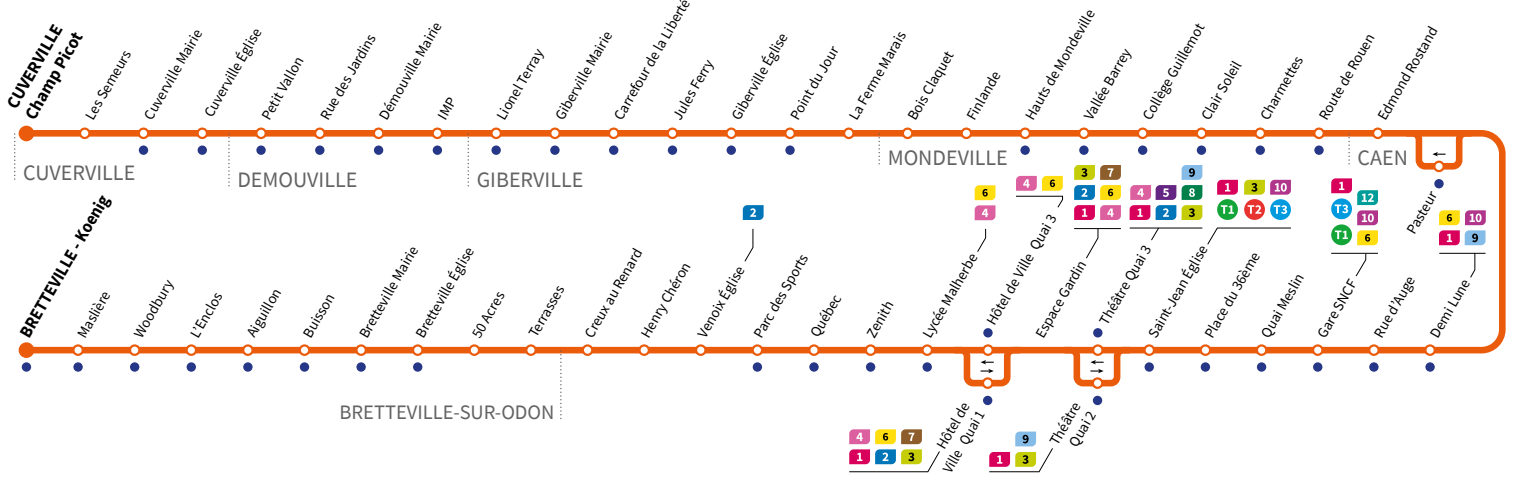 CUVERVILLE
Champ Picot
Les Semeurs
Cuverville Mairie
Cuverville Église
Petit Vallon
Rue des Jardins
Démouville Mairie
IMP
Lionel Terray
Giberville Mairie
Carrefour de la Liberté
Jules Ferry
Giberville Église
Point du Jour
La Ferme Marais
Bois Claquet
Finlande
Hauts de Mondeville
Vallée Barrey
Collège Guillemot
Clair Soleil
Charmettes
Route de Rouen
Edmond Rostand
Pasteur
CUVERVILLE
DEMOUVILLE
GIBERVILLE
MONDEVILLE
CAEN
BRETTEVILLE - Koenig
Maslière
Woodbury
L'Enclos
Aiguillon
Buisson
Bretteville Mairie
Bretteville Église
50 Acres
Terrasses
Creux au Renard
Henry Chéron
2
Venoix Église
Parc des Sports
Québec
Zenith
6
4
Lycée Malherbe
4 6
Hôtel de Ville Quai 3
3 7
2 6
1 4
Espace Gardin
9
4 5 8
1 2 3
Théâtre Quai 3
1 3 10
T1 T2 T3
Saint-Jean Église
Place du 36ème
Quai Meslin
1
T3 12
10
T1 6
Gare SNCF
Rue d'Auge
6 10
1 9
Demi Lune
BRETTEVILLE-SUR-ODON
4 6 7
1 2 3
Hôtel de
Ville Quai 1
9
1 3
Théâtre
Quai 2